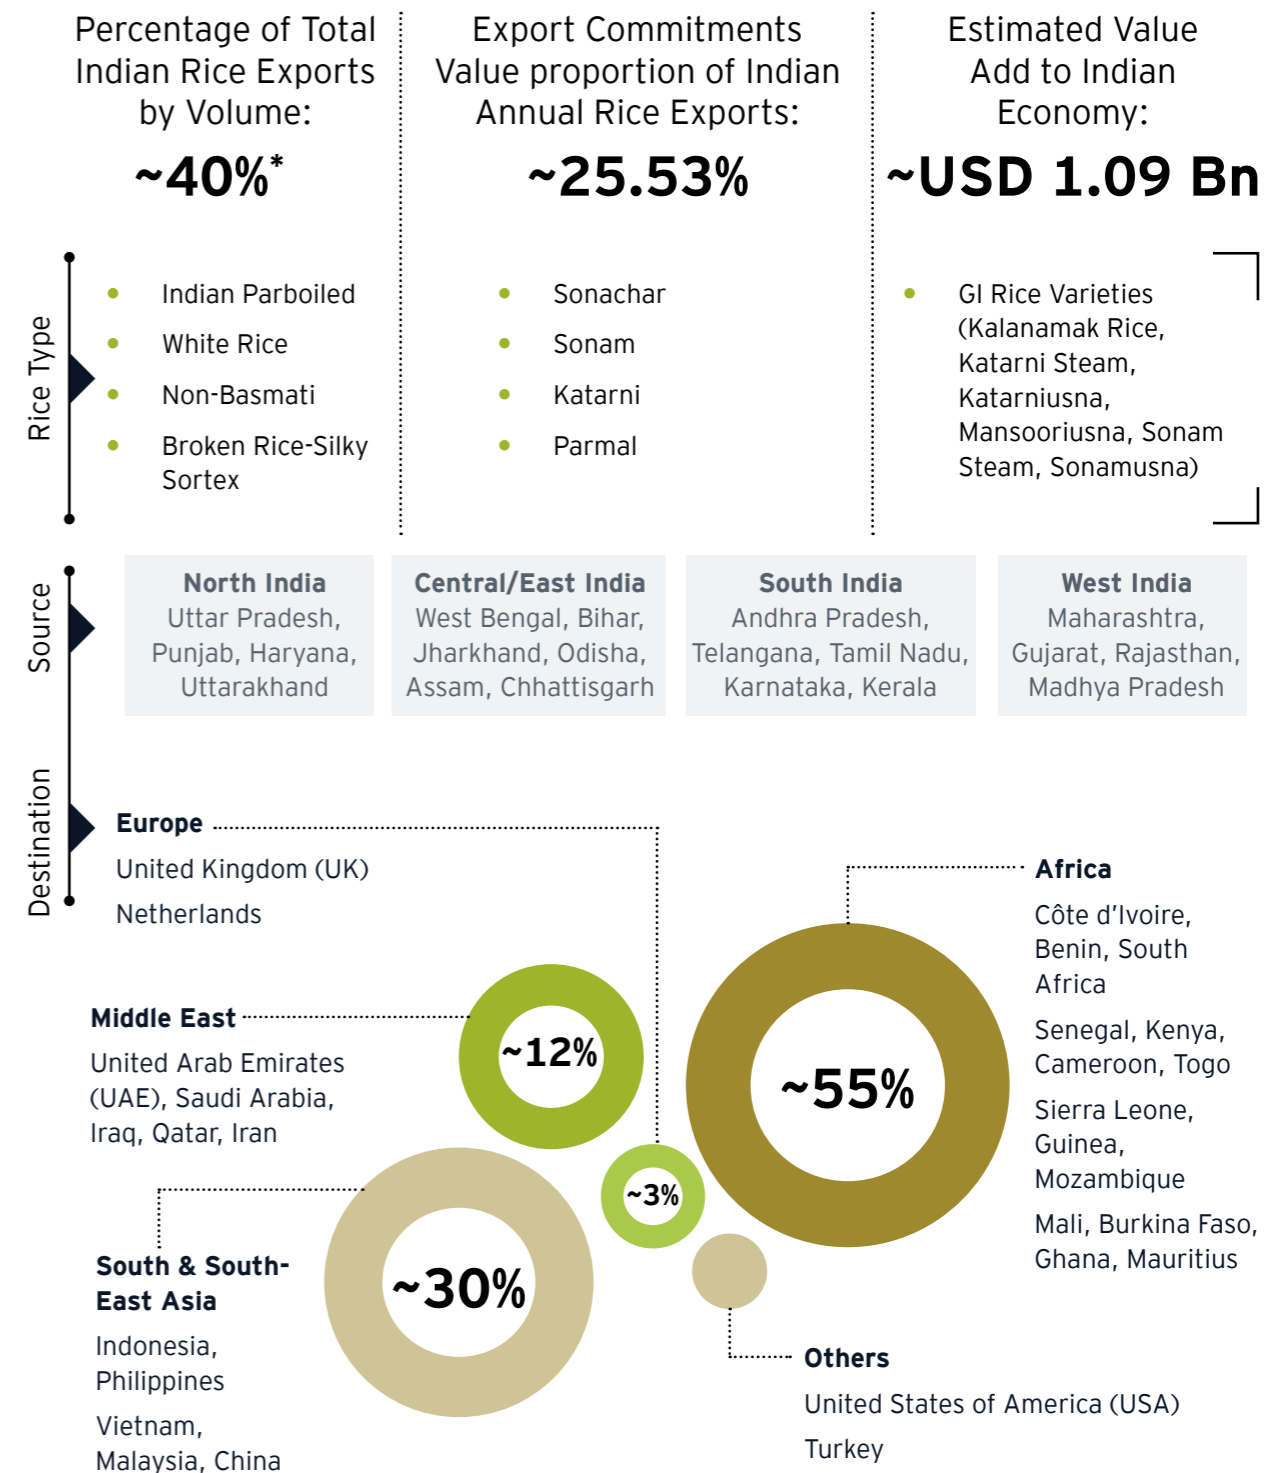 Percentage of Total
Indian Rice Exports
by Volume:
~40%*
Export Commitments
Value proportion of Indian
Annual Rice Exports:
~25.53%
Estimated Value
Add to Indian
Economy:
~USD 1.09 Bn
Rice Type
Indian Parboiled
White Rice
Non-Basmati
Broken Rice-Silky
Sortex
Sonachar
Sonam
Katarni
Parmal
GI Rice Varieties
(Kalanamak Rice,
Katarni Steam,
Katarniusna,
Mansooriusna, Sonam
Steam, Sonamusna)
Source
North India
Uttar Pradesh,
Punjab, Haryana,
Uttarakhand
Central/East India
West Bengal, Bihar,
Jharkhand, Odisha,
Assam, Chhattisgarh
South India
Andhra Pradesh,
Telangana, Tamil Nadu,
Karnataka, Kerala
West India
Maharashtra,
Gujarat, Rajasthan,
Madhya Pradesh
Destination
Europe
United Kingdom (UK)
Netherlands
Middle East
United Arab Emirates
(UAE), Saudi Arabia,
Iraq, Qatar, Iran
~12%
~55%
Africa
Côte d’Ivoire,
Benin, South
Africa
Senegal, Kenya,
Cameroon, Togo
Sierra Leone,
Guinea,
Mozambique
Mali, Burkina Faso,
Ghana, Mauritius
~3%
South & South-
East Asia
Indonesia,
Philippines
Vietnam,
Malaysia, China
~30%
Others
United States of America (USA)
Turkey